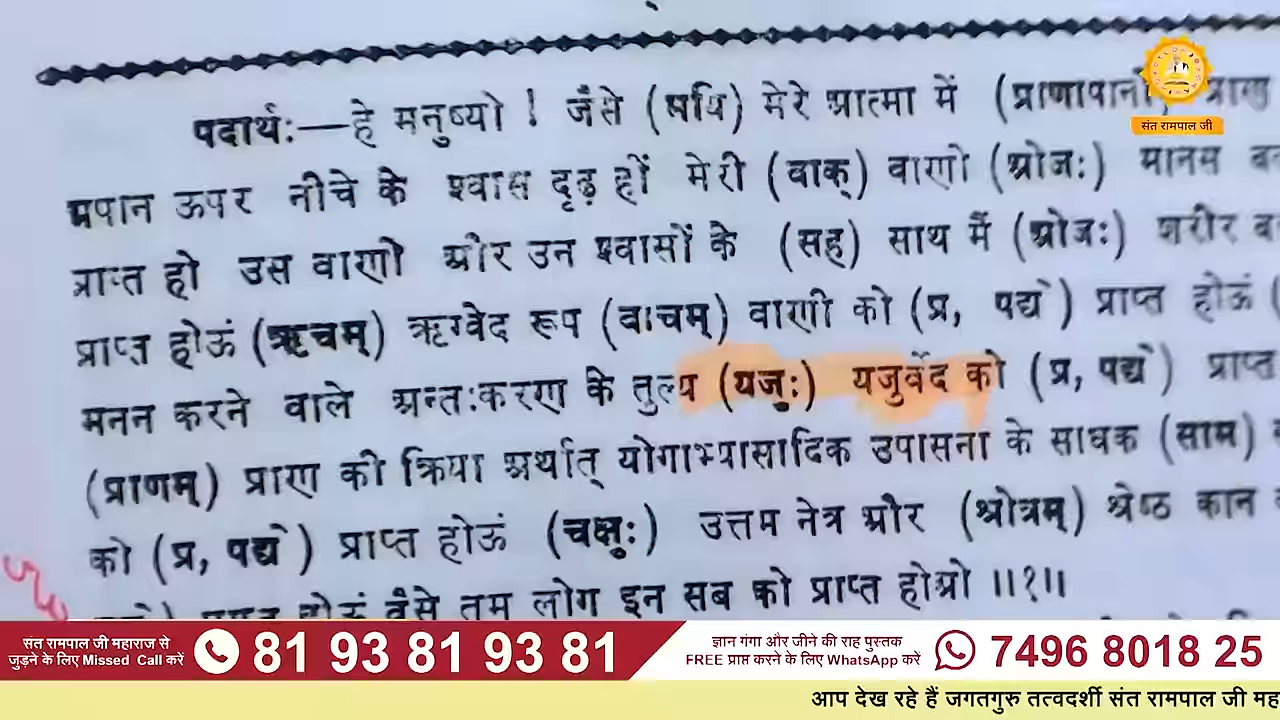 पदार्थः—हे मनुष्यो ! जैसे (मयि) मेरे आत्मा में (प्राणापानौ) प्राण
अपान ऊपर नीचे के श्वास दृढ़ हों मेरी (वाक्) वाणी (ओजः) मानस
प्राप्त हो उस वाणी और उन श्वासों के (सह) साथ मैं (ओजः) शरीर
प्राप्त होऊं (ऋचम्) ऋग्वेद रूप (वाचम्) वाणी को (प्र, पद्ये) प्राप्त होऊं
मनन करने वाले अन्तःकरण के तुल्य (यजुः) यजुर्वेद को (प्र, पद्ये) प्राप्त
(प्राणम्) प्राण की क्रिया अर्थात् योगाभ्यासादिक उपासना के साधक (साम)
को (प्र, पद्ये) प्राप्त होऊं (चक्षुः) उत्तम नेत्र और (श्रोत्रम्) श्रेष्ठ कान
होऊं वैसे तुम लोग इन सब को प्राप्त होओ ॥१॥
संत रामपाल जी
संत रामपाल जी महाराज से
जुड़ने के लिए Missed Call करें
81 93 81 93 81
ज्ञान गंगा और जीने की राह पुस्तक
FREE प्राप्त करने के लिए WhatsApp करें
7496 8018 25
आप देख रहे हैं जगतगुरु तत्वदर्शी संत रामपाल जी मह